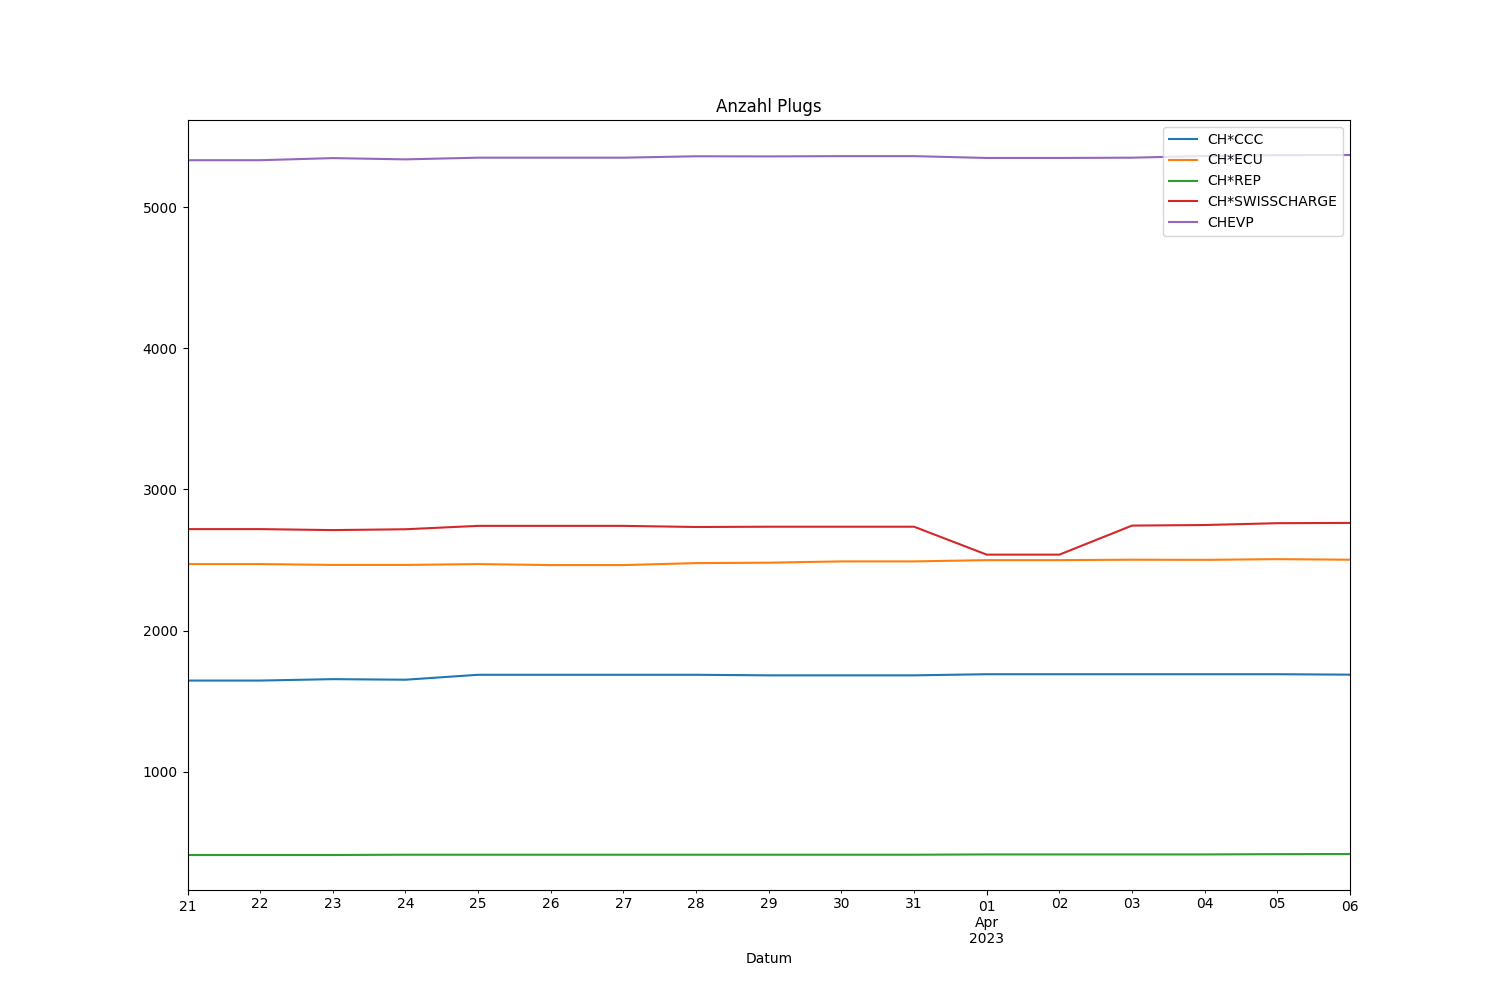 Anzahl Plugs
CH*CCC
CH*ECU
CH*REP
CH*SWISSCHARGE
CHEVP
5000
4000
3000
2000
1000
21 22 23 24 25 26 27 28 29 30 31 01 02 03 04 05 06
Apr
2023
Datum